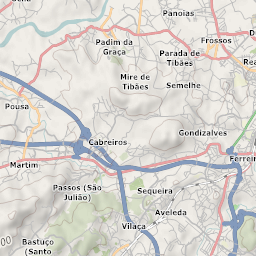 Panoias
Padim da
Graça
Frossos
Parada de
Tibães
Mire de
Tibães
Semelhe
Pousa
Gondizalves
Cabreiros
Martim
Ferreir
Passos (São
Julião)
Sequeira
Aveleda
Vilaça
Bastuço
(Santo